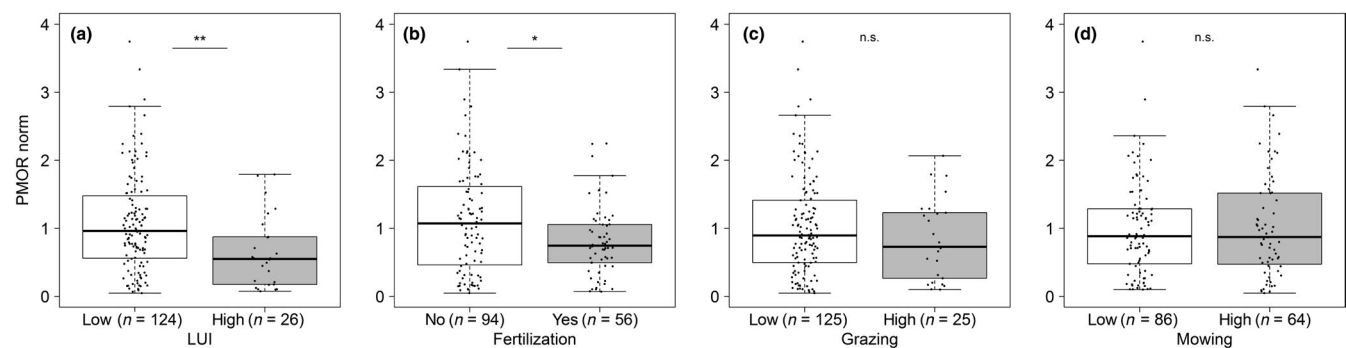 PMOR norm
(a)
**
4
3
2
1
0
Low (n = 124) High (n = 26)
LUI
(b)
*
4
3
2
1
0
No (n = 94) Yes (n = 56)
Fertilization
(c)
n.s.
4
3
2
1
0
Low (n = 125) High (n = 25)
Grazing
(d)
n.s.
4
3
2
1
0
Low (n = 86) High (n = 64)
Mowing